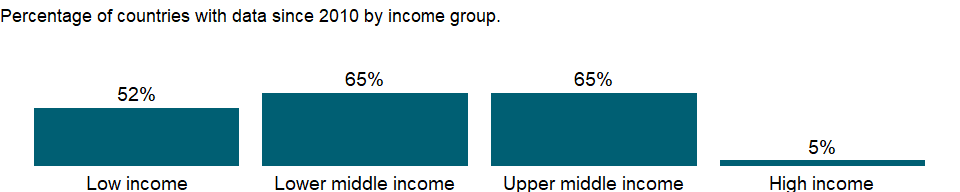 Percentage of countries with data since 2010 by income group.
65% 65%
52%
5%
Low income Lower middle income Upper middle income High income